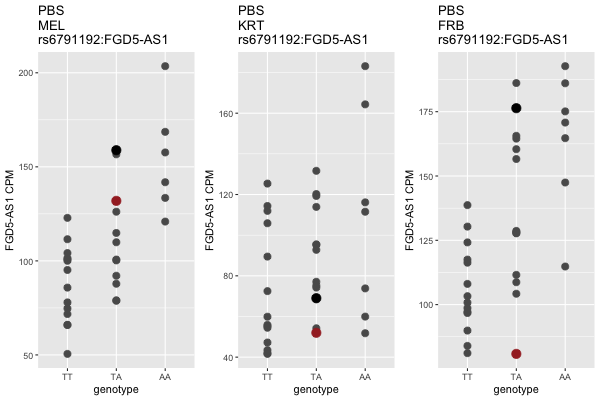 PBS
MEL
rs6791192:FGD5-AS1
200
150
100
50
FGD5-AS1 CPM
TT TA AA
genotype
PBS
KRT
rs6791192:FGD5-AS1
160
120
80
40
FGD5-AS1 CPM
TT TA AA
genotype
PBS
FRB
rs6791192:FGD5-AS1
175
150
125
100
FGD5-AS1 CPM
TT TA AA
genotype